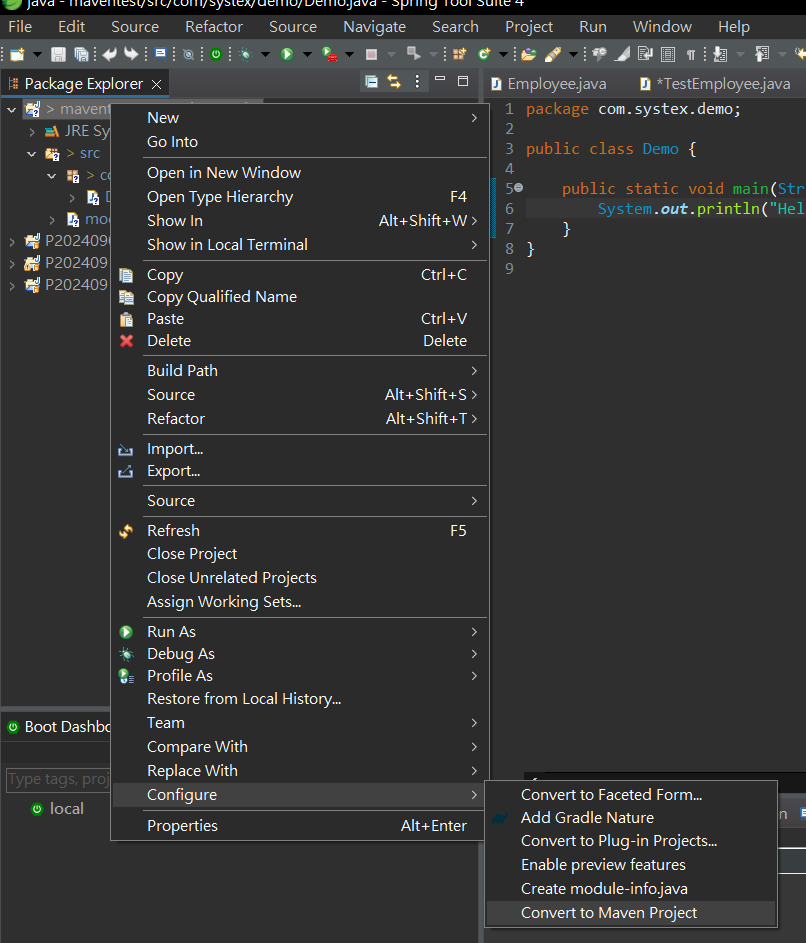 java - maventest/src/com/systex/demo/Demo.java - Spring Tool Suite 4
File Edit Source Refactor Source Navigate Search Project Run Window Help
Package Explorer
> maven
JRE Sy
> src
> co
mo
P2024090
P202409
P202409
New
Go Into
Open in New Window
Open Type Hierarchy F4
Show In Alt+Shift+W >
Show in Local Terminal
Copy Ctrl+C
Copy Qualified Name
Paste Ctrl+V
Delete Delete
Build Path
Source Alt+Shift+S >
Refactor Alt+Shift+T >
Import...
Export...
Source
Refresh F5
Close Project
Close Unrelated Projects
Assign Working Sets...
Run As
Debug As
Profile As
Restore from Local History...
Team
Compare With
Replace With
Configure
Properties Alt+Enter
Convert to Faceted Form...
Add Gradle Nature
Convert to Plug-in Projects...
Enable preview features
Create module-info.java
Convert to Maven Project
Employee.java *TestEmployee.java
1 package com.systex.demo;
2
3 public class Demo {
4
5 public static void main(Str
6 System.out.println("Hel
7 }
8 }
9
Boot Dashbo
Type tags, proj
local